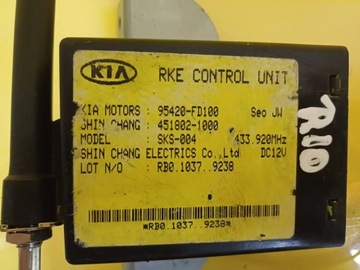 KIA RKE CONTROL UNIT
KIA MOTORS : 95420-FD100 Seo JW
SHIN CHANG : 451802-1000
MODEL : SKS-004 433.920MHz
SHIN CHANG ELECTRICS Co.,Ltd DC12V
LOT N/O : RB0.1037..9238
*RB0.1037..9238*
R10